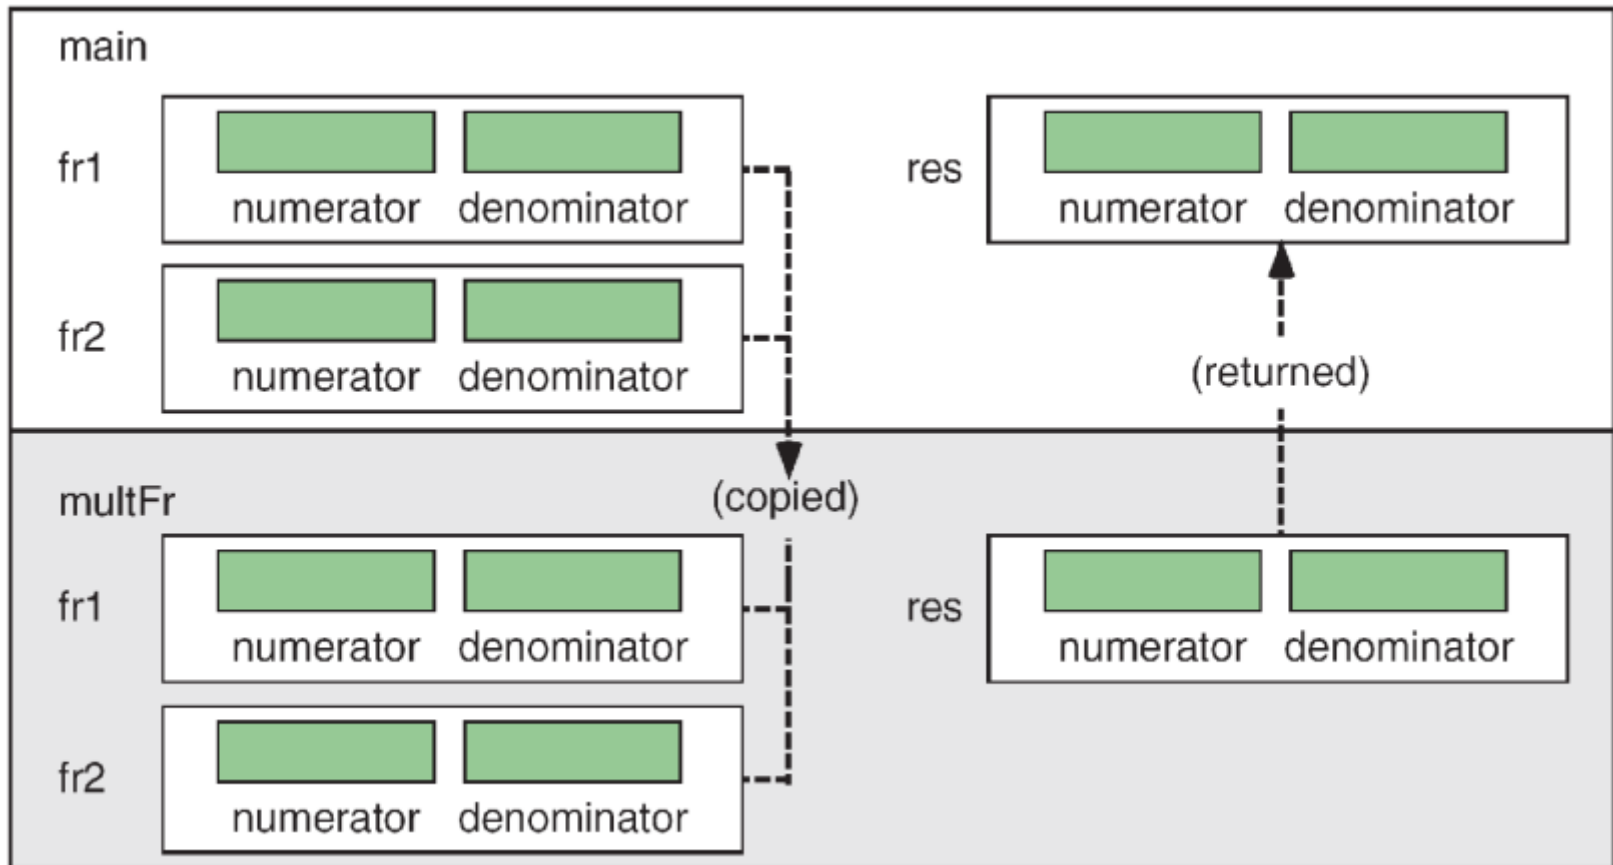 main
fr1
numerator denominator
res
numerator denominator
fr2
numerator denominator
(returned)
multFr
(copied)
fr1
numerator denominator
res
numerator denominator
fr2
numerator denominator